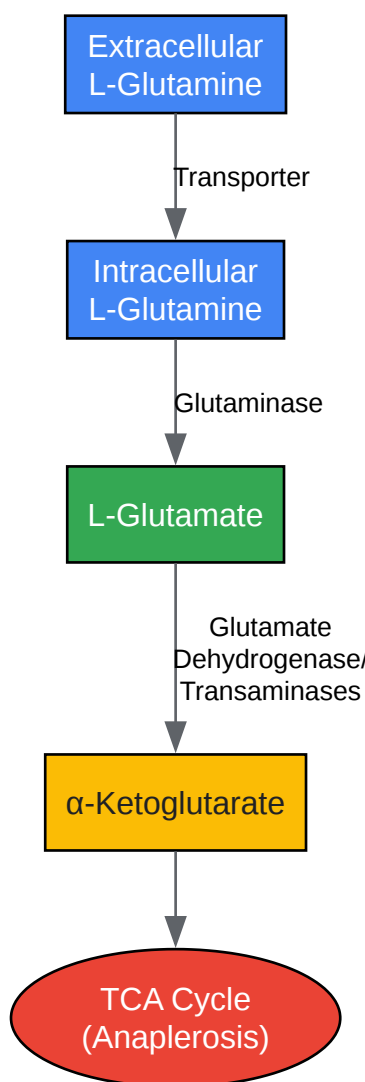 Extracellular
L-Glutamine
Transporter
Intracellular
L-Glutamine
Glutaminase
L-Glutamate
Glutamate
Dehydrogenase/
Transaminases
α-Ketoglutarate
TCA Cycle
(Anaplerosis)